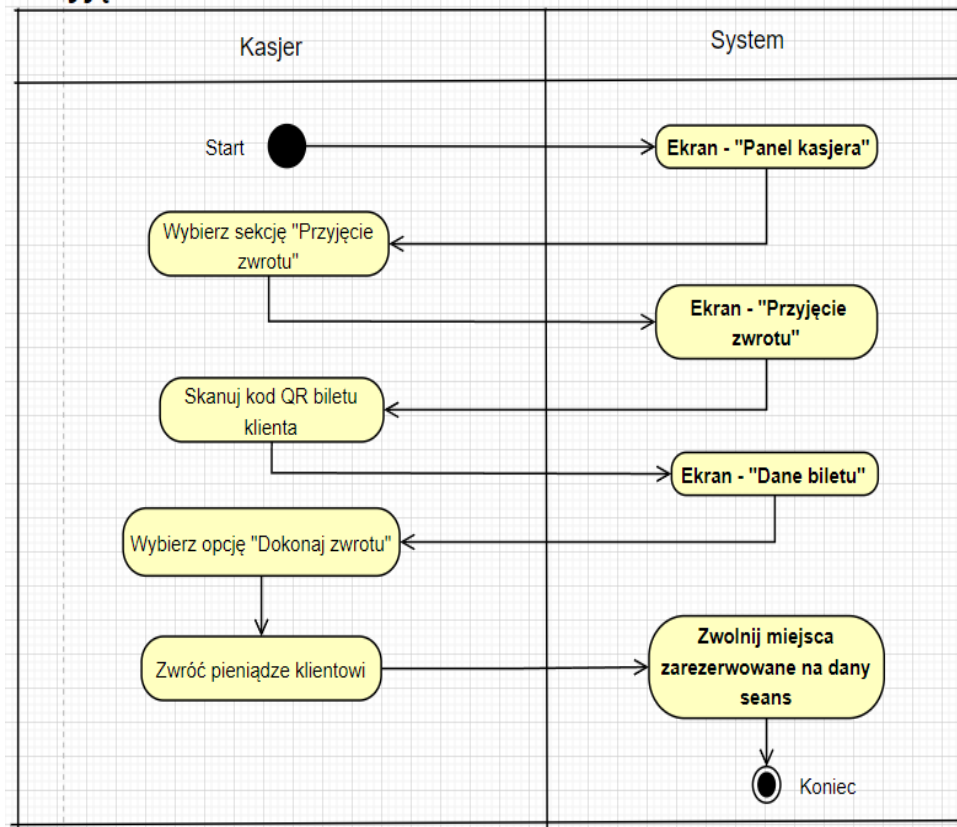 Kasjer
System
Start
Ekran - "Panel kasjera"
Wybierz sekcję "Przyjęcie
zwrotu"
Ekran - "Przyjęcie
zwrotu"
Skanuj kod QR biletu
klienta
Ekran - "Dane biletu"
Wybierz opcję "Dokonaj zwrotu"
Zwróć pieniądze klientowi
Zwolnij miejsca
zarezerwowane na dany
seans
Koniec